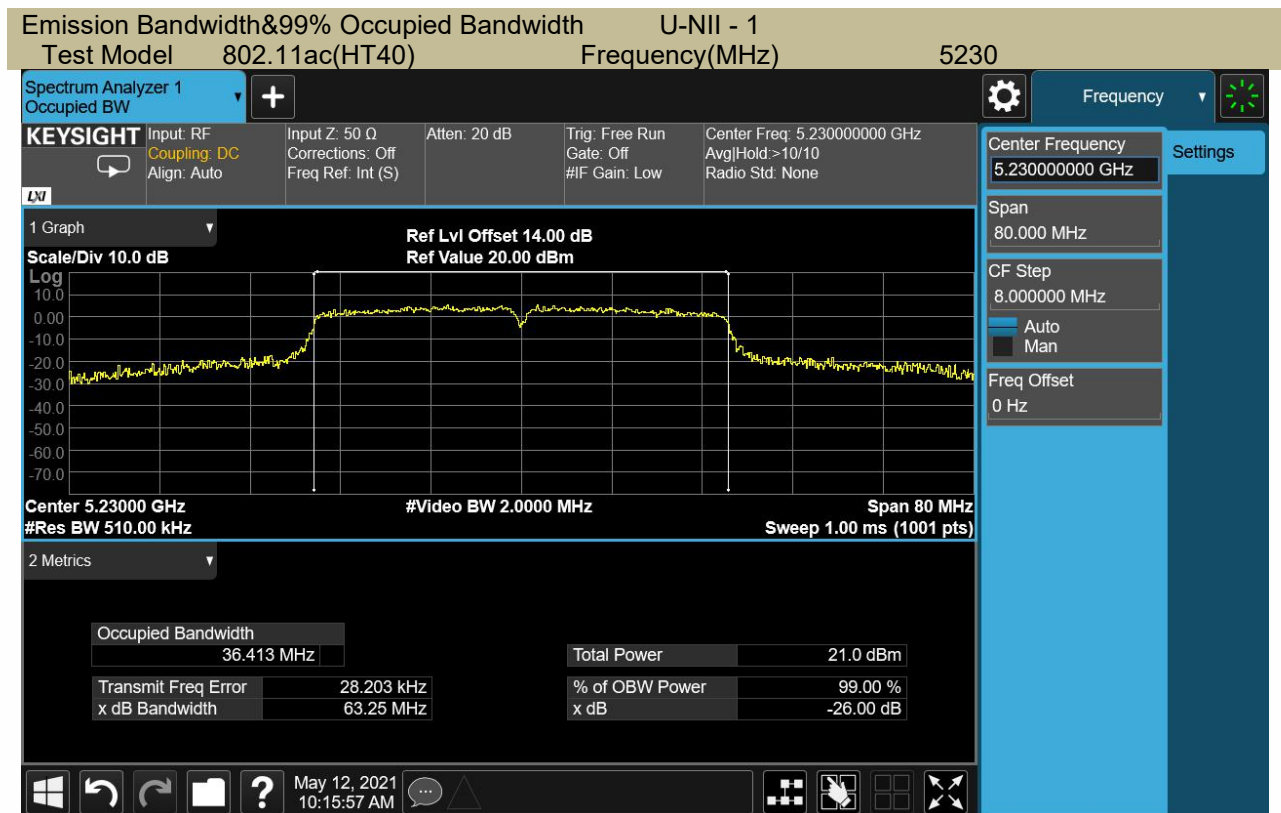 Emission Bandwidth&99% Occupied Bandwidth U-NII - 1
Test Model 802.11ac(HT40) Frequency(MHz) 5230
Spectrum Analyzer 1
Occupied BW
+
Frequency
KEYSIGHT
LXI
Input: RF
Coupling: DC
Align: Auto
Input Z: 50 Ω
Corrections: Off
Freq Ref: Int (S)
Atten: 20 dB
Trig: Free Run
Gate: Off
#IF Gain: Low
Center Freq: 5.230000000 GHz
Avg|Hold:>10/10
Radio Std: None
Center Frequency
5.230000000 GHz
Settings
Span
80.000 MHz
CF Step
8.000000 MHz
Auto
Man
Freq Offset
0 Hz
1 Graph
Scale/Div 10.0 dB
Ref Lvl Offset 14.00 dB
Ref Value 20.00 dBm
Log
10.0
0.00
-10.0
-20.0
-30.0
-40.0
-50.0
-60.0
-70.0
Center 5.23000 GHz
#Res BW 510.00 kHz
#Video BW 2.0000 MHz
Span 80 MHz
Sweep 1.00 ms (1001 pts)
2 Metrics
Occupied Bandwidth
36.413 MHz
Total Power 21.0 dBm
Transmit Freq Error 28.203 kHz
% of OBW Power 99.00 %
x dB Bandwidth 63.25 MHz
x dB -26.00 dB
?
May 12, 2021
10:15:57 AM